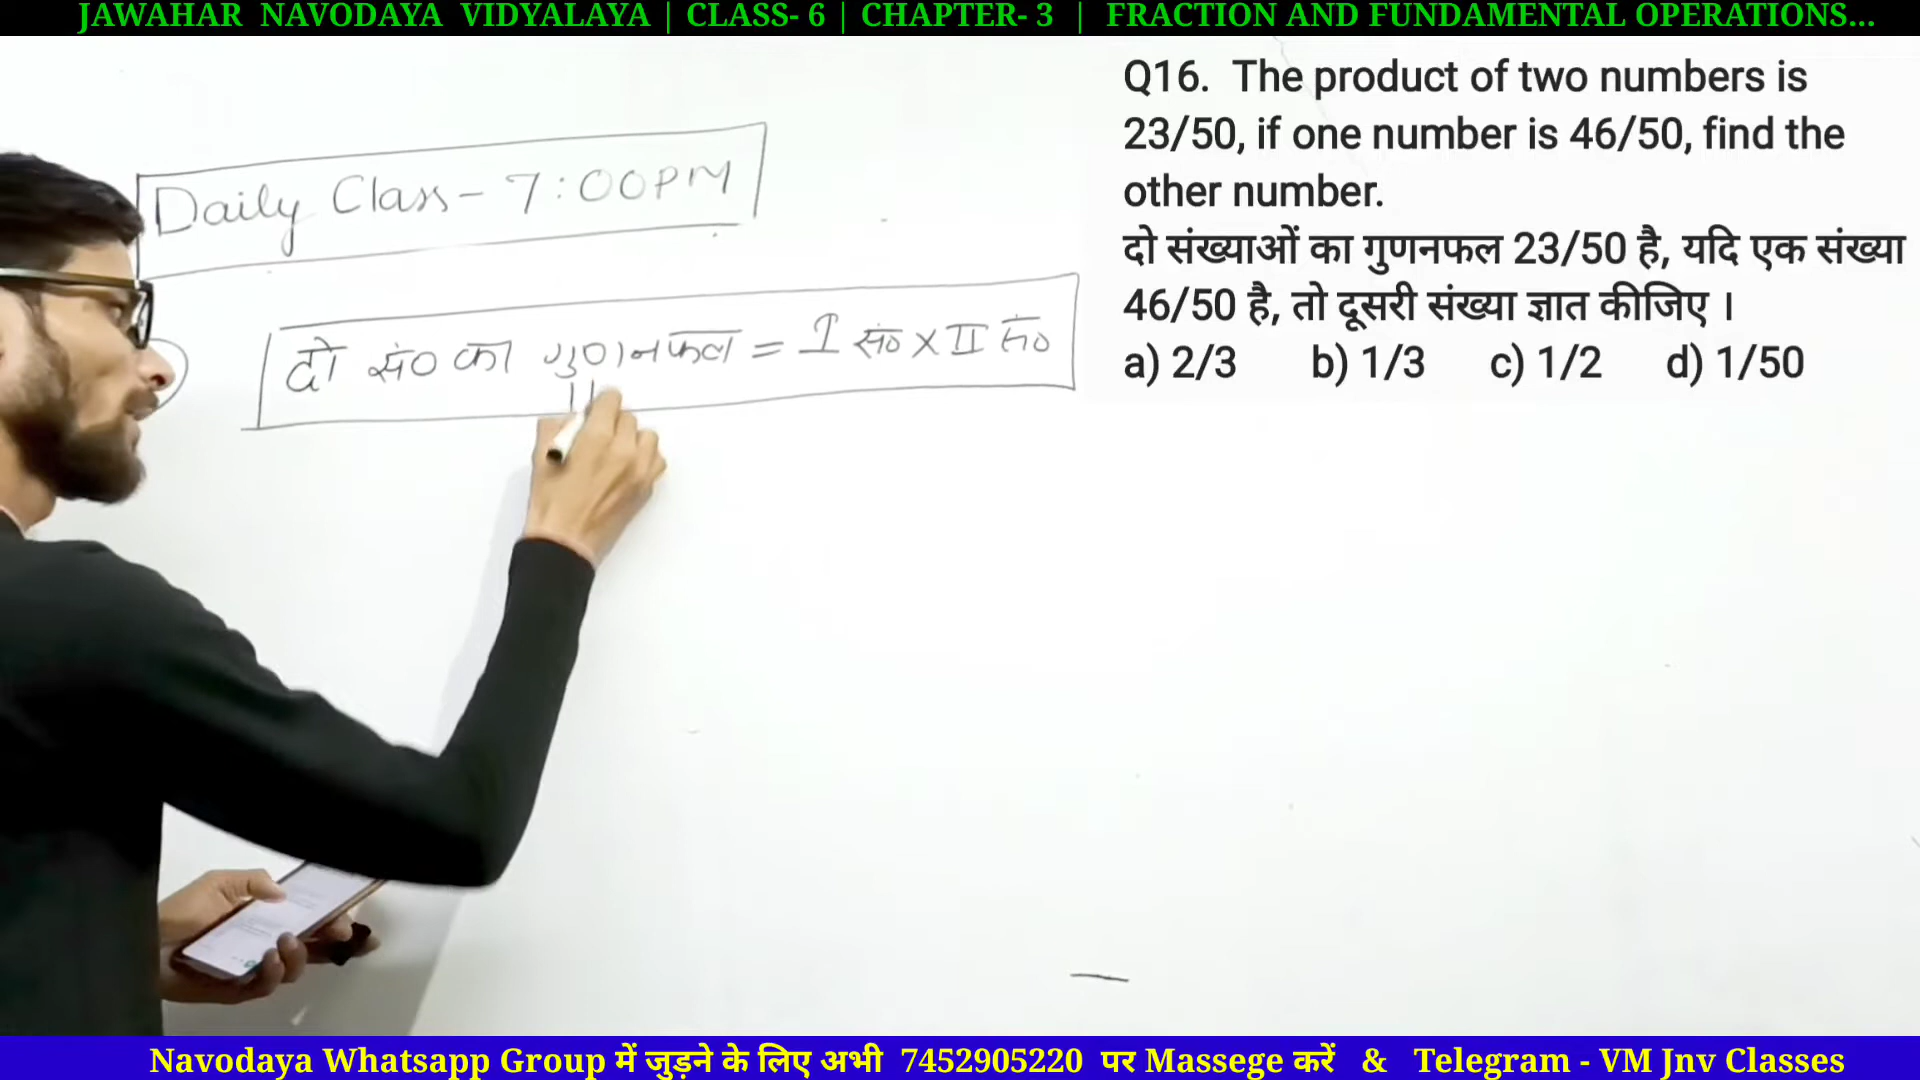 JAWAHAR NAVODAYA VIDYALAYA | CLASS- 6 | CHAPTER- 3 | FRACTION AND FUNDAMENTAL OPERATIONS...
Daily Class - 7:00PM
दो सं० का गुणनफल = I सं० X II सं०
Q16. The product of two numbers is
23/50, if one number is 46/50, find the
other number.
दो संख्याओं का गुणनफल 23/50 है, यदि एक संख्या
46/50 है, तो दूसरी संख्या ज्ञात कीजिए ।
a) 2/3 b) 1/3 c) 1/2 d) 1/50
Navodaya Whatsapp Group में जुड़ने के लिए अभी 7452905220 पर Massege करें & Telegram - VM Jnv Classes